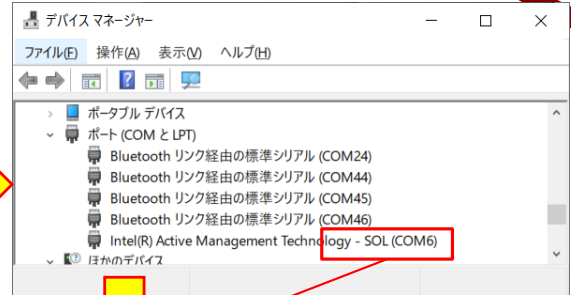 デバイス マネージャー
ファイル(F) 操作(A) 表示(V) ヘルプ(H)
ポータブル デバイス
ポート (COM と LPT)
Bluetooth リンク経由の標準シリアル (COM24)
Bluetooth リンク経由の標準シリアル (COM44)
Bluetooth リンク経由の標準シリアル (COM45)
Bluetooth リンク経由の標準シリアル (COM46)
Intel(R) Active Management Technology - SOL (COM6)
ほかのデバイス